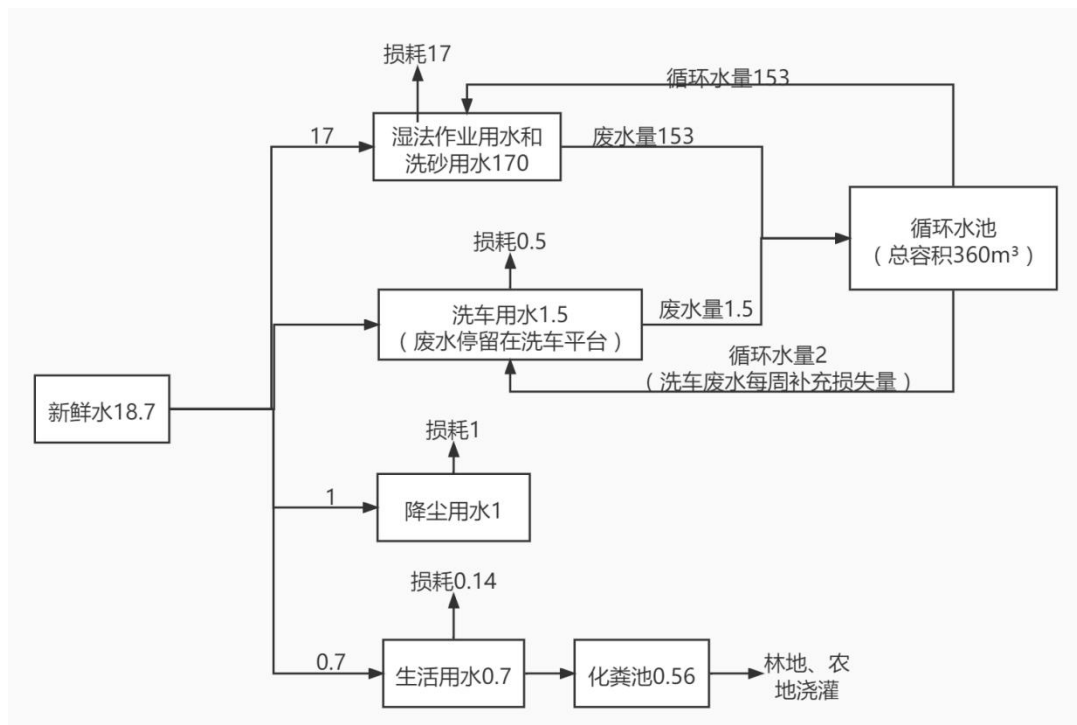 损耗17
循环水量153
17
湿法作业用水和
洗砂用水170
废水量153
循环水池
（总容积360m³）
损耗0.5
洗车用水1.5
（废水停留在洗车平台）
废水量1.5
循环水量2
（洗车废水每周补充损失量）
新鲜水18.7
损耗1
1
降尘用水1
损耗0.14
0.7
生活用水0.7
化粪池0.56
林地、农
地浇灌